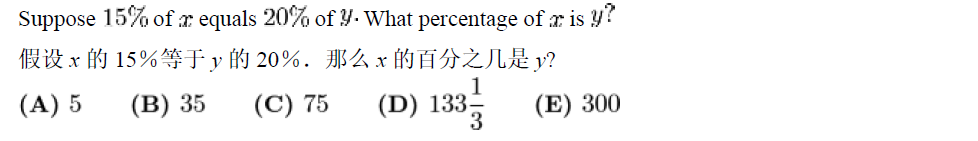 Suppose 15% of x equals 20% of y. What percentage of x is y?
假设 x 的 15%等于 y 的 20%．那么 x 的百分之几是 y?
(A) 5 (B) 35 (C) 75 (D) 133 1/3 (E) 300